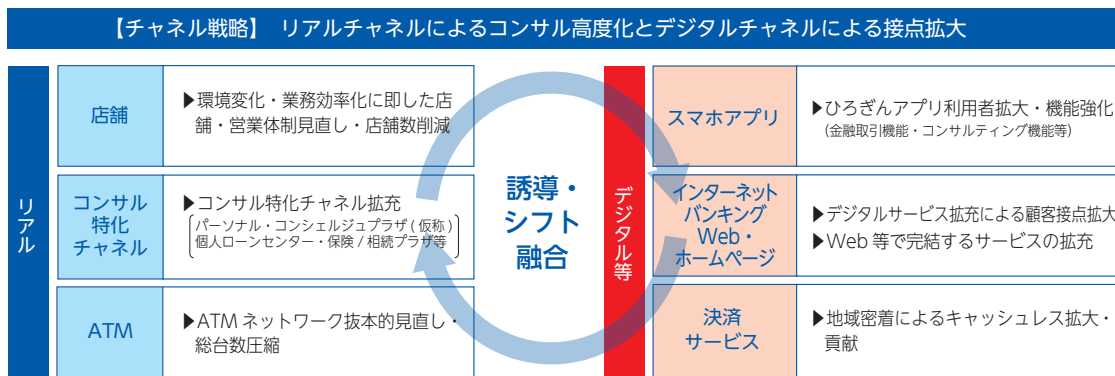 【チャネル戦略】 リアルチャネルによるコンサル高度化とデジタルチャネルによる接点拡大
リアル
店舗
▶環境変化・業務効率化に即した店
舗・営業体制見直し・店舗数削減
コンサル
特化
チャネル
▶コンサル特化チャネル拡充
パーソナル・コンシェルジュプラザ(仮称)
個人ローンセンター・保険/相続プラザ等
ATM
▶ATMネットワーク抜本的見直し・
総台数圧縮
誘導・
シフト
融合
デジタル等
スマホアプリ
▶ひろぎんアプリ利用者拡大・機能強化
(金融取引機能・コンサルティング機能等)
インターネット
バンキング
Web・
ホームページ
▶デジタルサービス拡充による顧客接点拡大
▶Web等で完結するサービスの拡充
決済
サービス
▶地域密着によるキャッシュレス拡大・
貢献